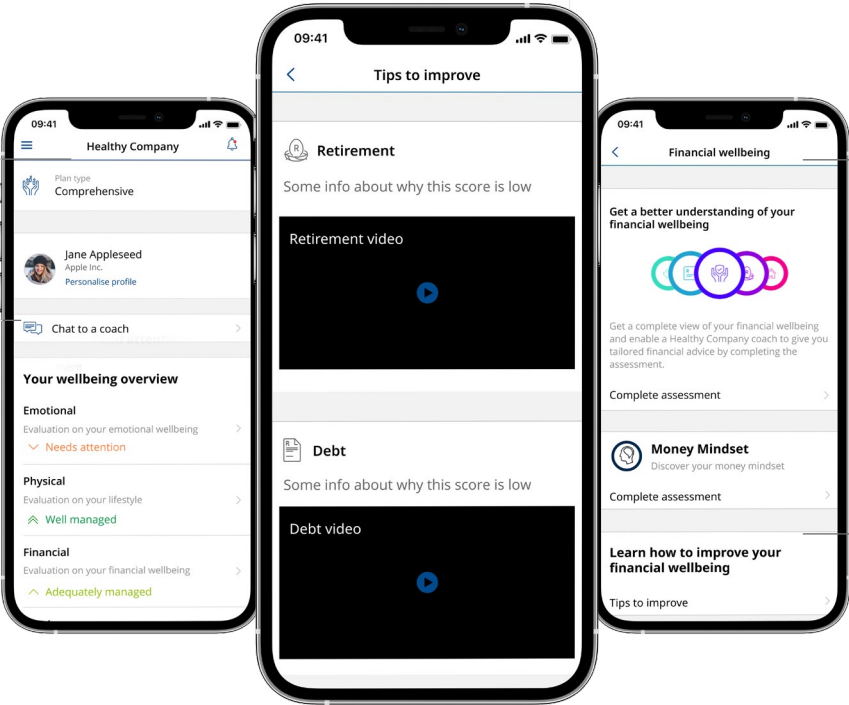 09:41
Healthy Company
Plan type
Comprehensive
Jane Appleseed
Apple Inc.
Personalise profile
Chat to a coach
Your wellbeing overview
Emotional
Evaluation on your emotional wellbeing
Needs attention
Physical
Evaluation on your lifestyle
Well managed
Financial
Evaluation on your financial wellbeing
Adequately managed
09:41
Tips to improve
R
Retirement
Some info about why this score is low
Retirement video
R
Debt
Some info about why this score is low
Debt video
09:41
Financial wellbeing
Get a better understanding of your
financial wellbeing
Get a complete view of your financial wellbeing
and enable a Healthy Company coach to give you
tailored financial advice by completing the
assessment.
Complete assessment
Money Mindset
Discover your money mindset
Complete assessment
Learn how to improve your
financial wellbeing
Tips to improve